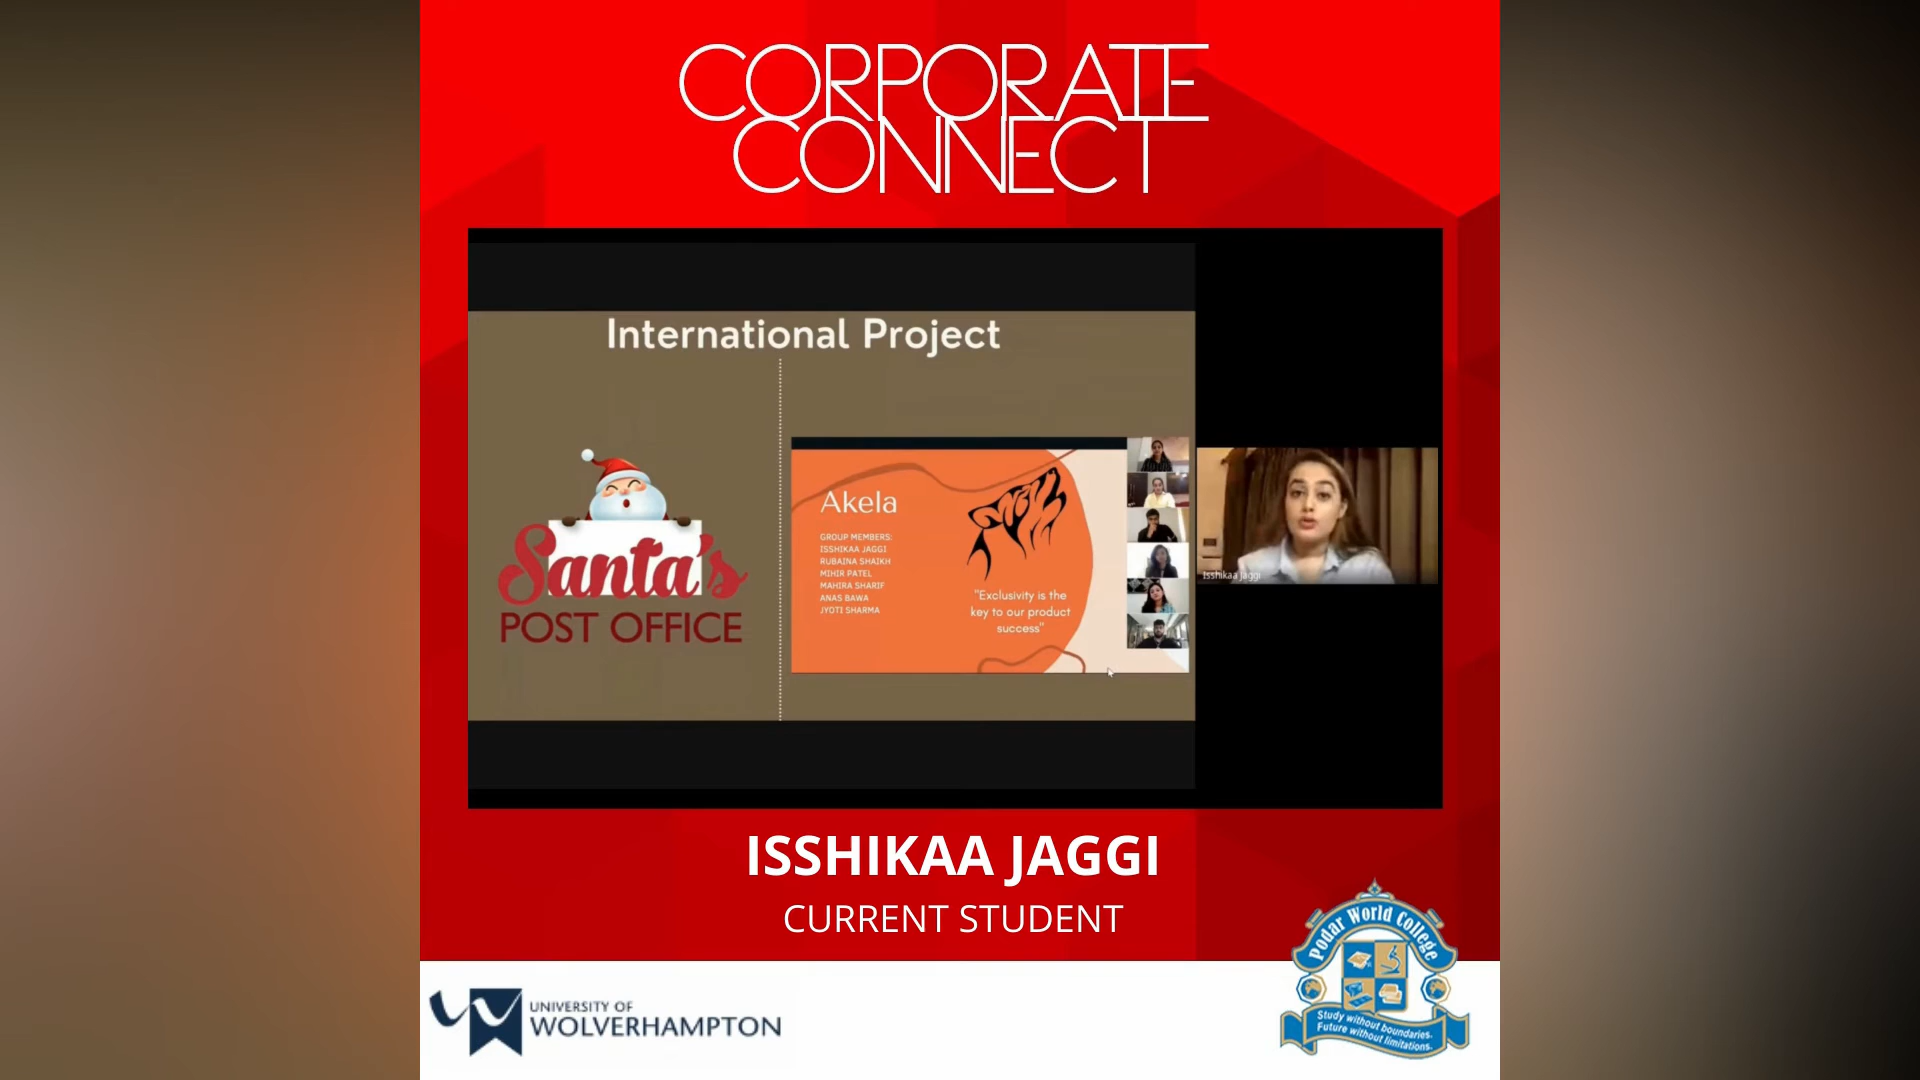 CORPORATE
CONNECT
International Project
Santa's
POST OFFICE
Akela
GROUP MEMBERS:
ISSHIKAA JAGGI
RUBAINA SHAIKH
MIHIR PATEL
MAHIRA SHARIF
ANAS BAWA
JYOTI SHARMA
"Exclusivity is the
key to our product
success"
Isshikaa Jaggi
ISSHIKAA JAGGI
CURRENT STUDENT
UNIVERSITY OF
WOLVERHAMPTON
Podar World College
Study without boundaries.
Future without limitations.